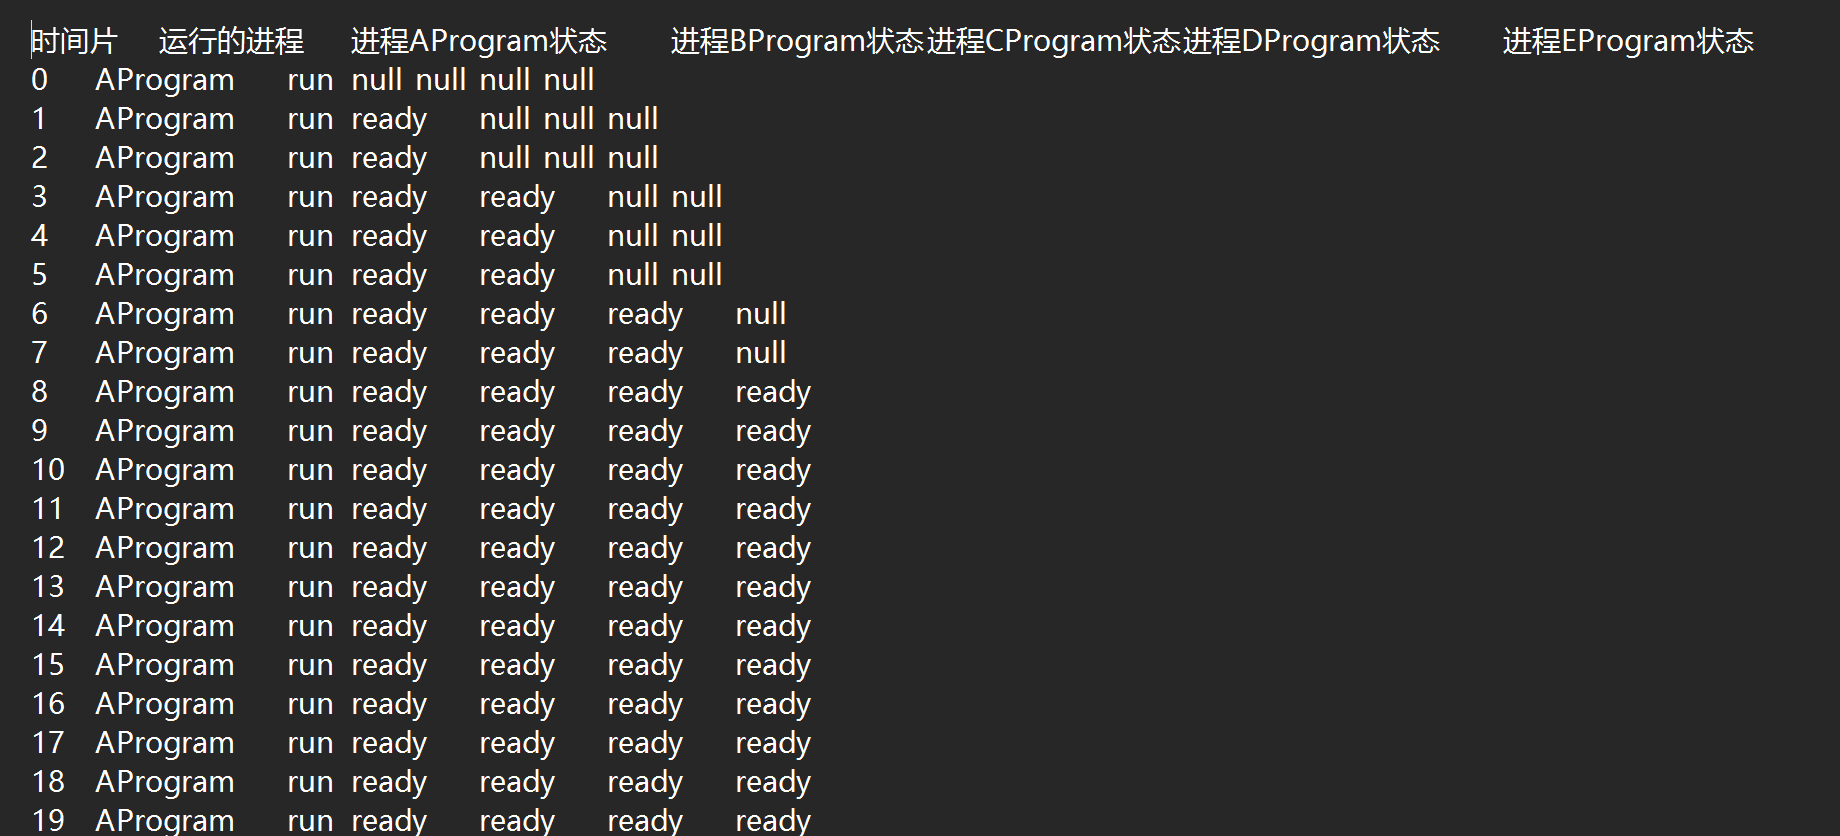 时间片 运行的进程 进程AProgram状态 进程BProgram状态进程CProgram状态进程DProgram状态 进程EProgram状态
0 AProgram run null null null null
1 AProgram run ready null null null
2 AProgram run ready null null null
3 AProgram run ready ready null null
4 AProgram run ready ready null null
5 AProgram run ready ready null null
6 AProgram run ready ready ready null
7 AProgram run ready ready ready null
8 AProgram run ready ready ready ready
9 AProgram run ready ready ready ready
10 AProgram run ready ready ready ready
11 AProgram run ready ready ready ready
12 AProgram run ready ready ready ready
13 AProgram run ready ready ready ready
14 AProgram run ready ready ready ready
15 AProgram run ready ready ready ready
16 AProgram run ready ready ready ready
17 AProgram run ready ready ready ready
18 AProgram run ready ready ready ready
19 AProgram run ready ready ready ready